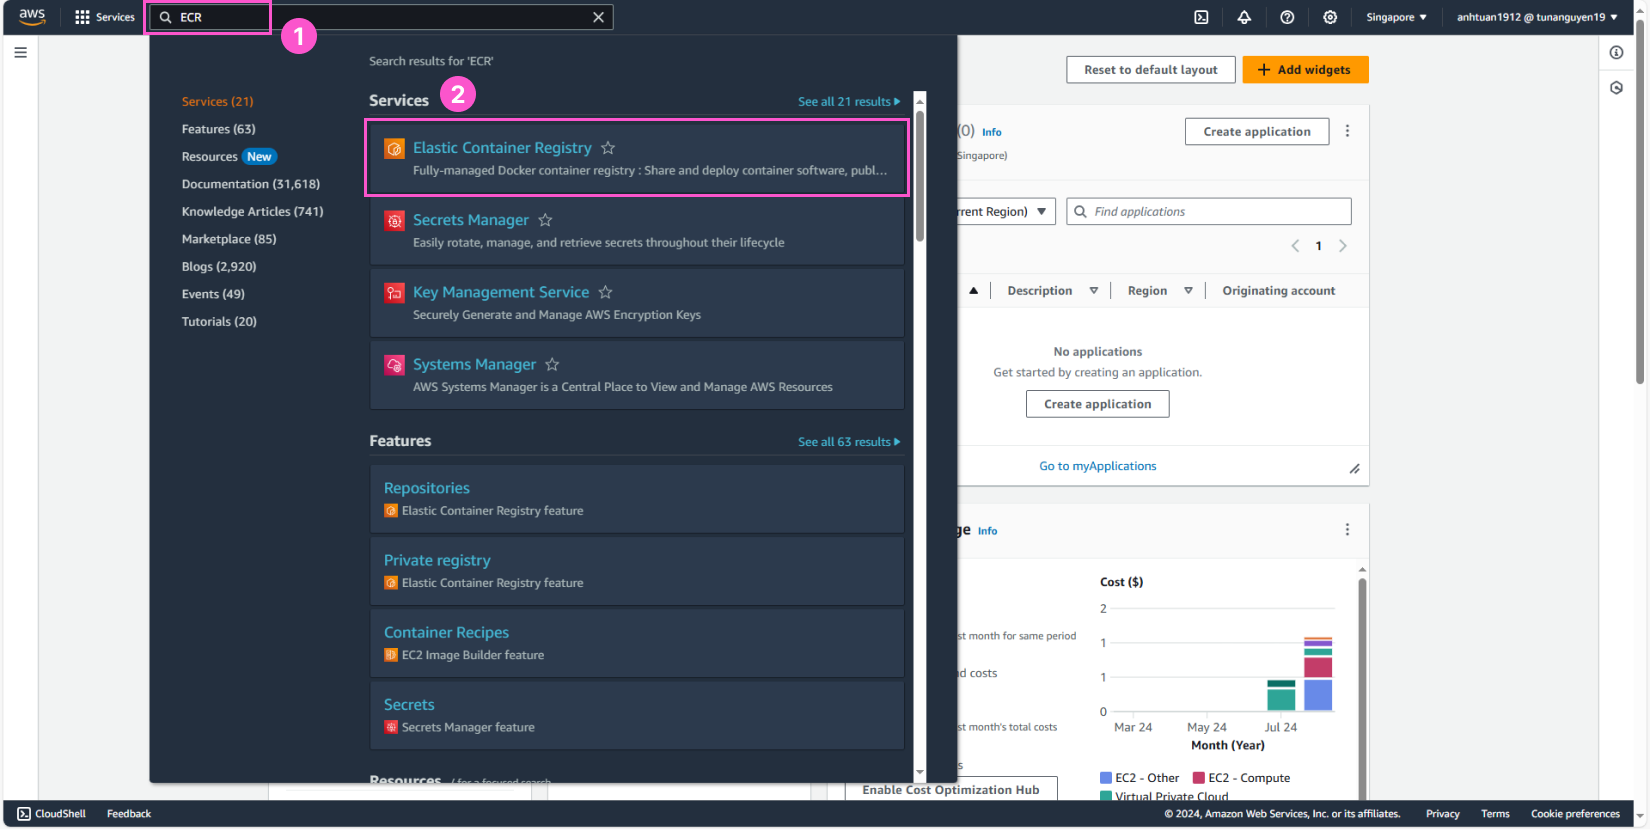 aws
Services
ECR
Singapore ▼
anhtuan1912 @ tunanguyen19 ▼
1
Search results for 'ECR'
Services (21)
Features (63)
Resources New
Documentation (31,618)
Knowledge Articles (741)
Marketplace (85)
Blogs (2,920)
Events (49)
Tutorials (20)
Services
2
See all 21 results
Elastic Container Registry
Fully-managed Docker container registry : Share and deploy container software, publ...
Secrets Manager
Easily rotate, manage, and retrieve secrets throughout their lifecycle
Key Management Service
Securely Generate and Manage AWS Encryption Keys
Systems Manager
AWS Systems Manager is a Central Place to View and Manage AWS Resources
Features
See all 63 results
Repositories
Elastic Container Registry feature
Private registry
Elastic Container Registry feature
Container Recipes
EC2 Image Builder feature
Secrets
Secrets Manager feature
Resources / for a focused search
Reset to default layout
+ Add widgets
(0) Info
Create application
Singapore)
rrent Region) ▼
Find applications
1
Description
Region
Originating account
No applications
Get started by creating an application.
Create application
Go to myApplications
ge Info
st month for same period
d costs
st month's total costs
s
Enable Cost Optimization Hub
Cost ($)
2
1
1
0
Mar 24
May 24
Jul 24
Month (Year)
EC2 - Other
EC2 - Compute
Virtual Private Cloud
CloudShell
Feedback
© 2024, Amazon Web Services, Inc. or its affiliates.
Privacy
Terms
Cookie preferences